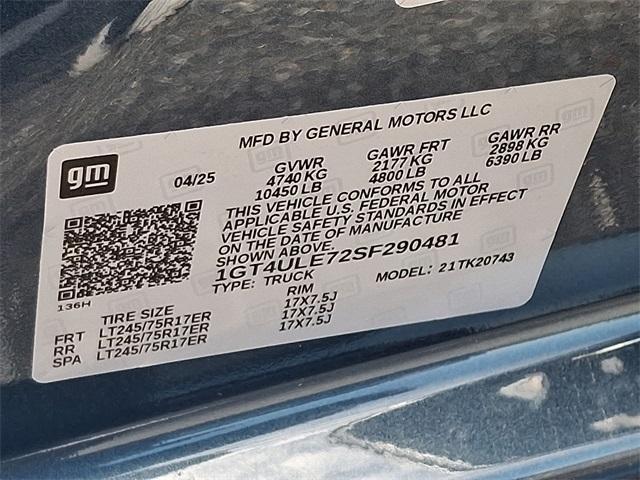 MFD BY GENERAL MOTORS LLC
gm
04/25
GVWR GAWR FRT GAWR RR
4740 KG 2177 KG 2898 KG
10450 LB 4800 LB 6390 LB
THIS VEHICLE CONFORMS TO ALL
APPLICABLE U.S. FEDERAL MOTOR
VEHICLE SAFETY STANDARDS IN EFFECT
ON THE DATE OF MANUFACTURE
SHOWN ABOVE.
1GT4ULE72SF290481
TYPE: TRUCK MODEL: 21TK20743
136H
TIRE SIZE RIM
FRT LT245/75R17ER 17X7.5J
RR LT245/75R17ER 17X7.5J
SPA LT245/75R17ER 17X7.5J